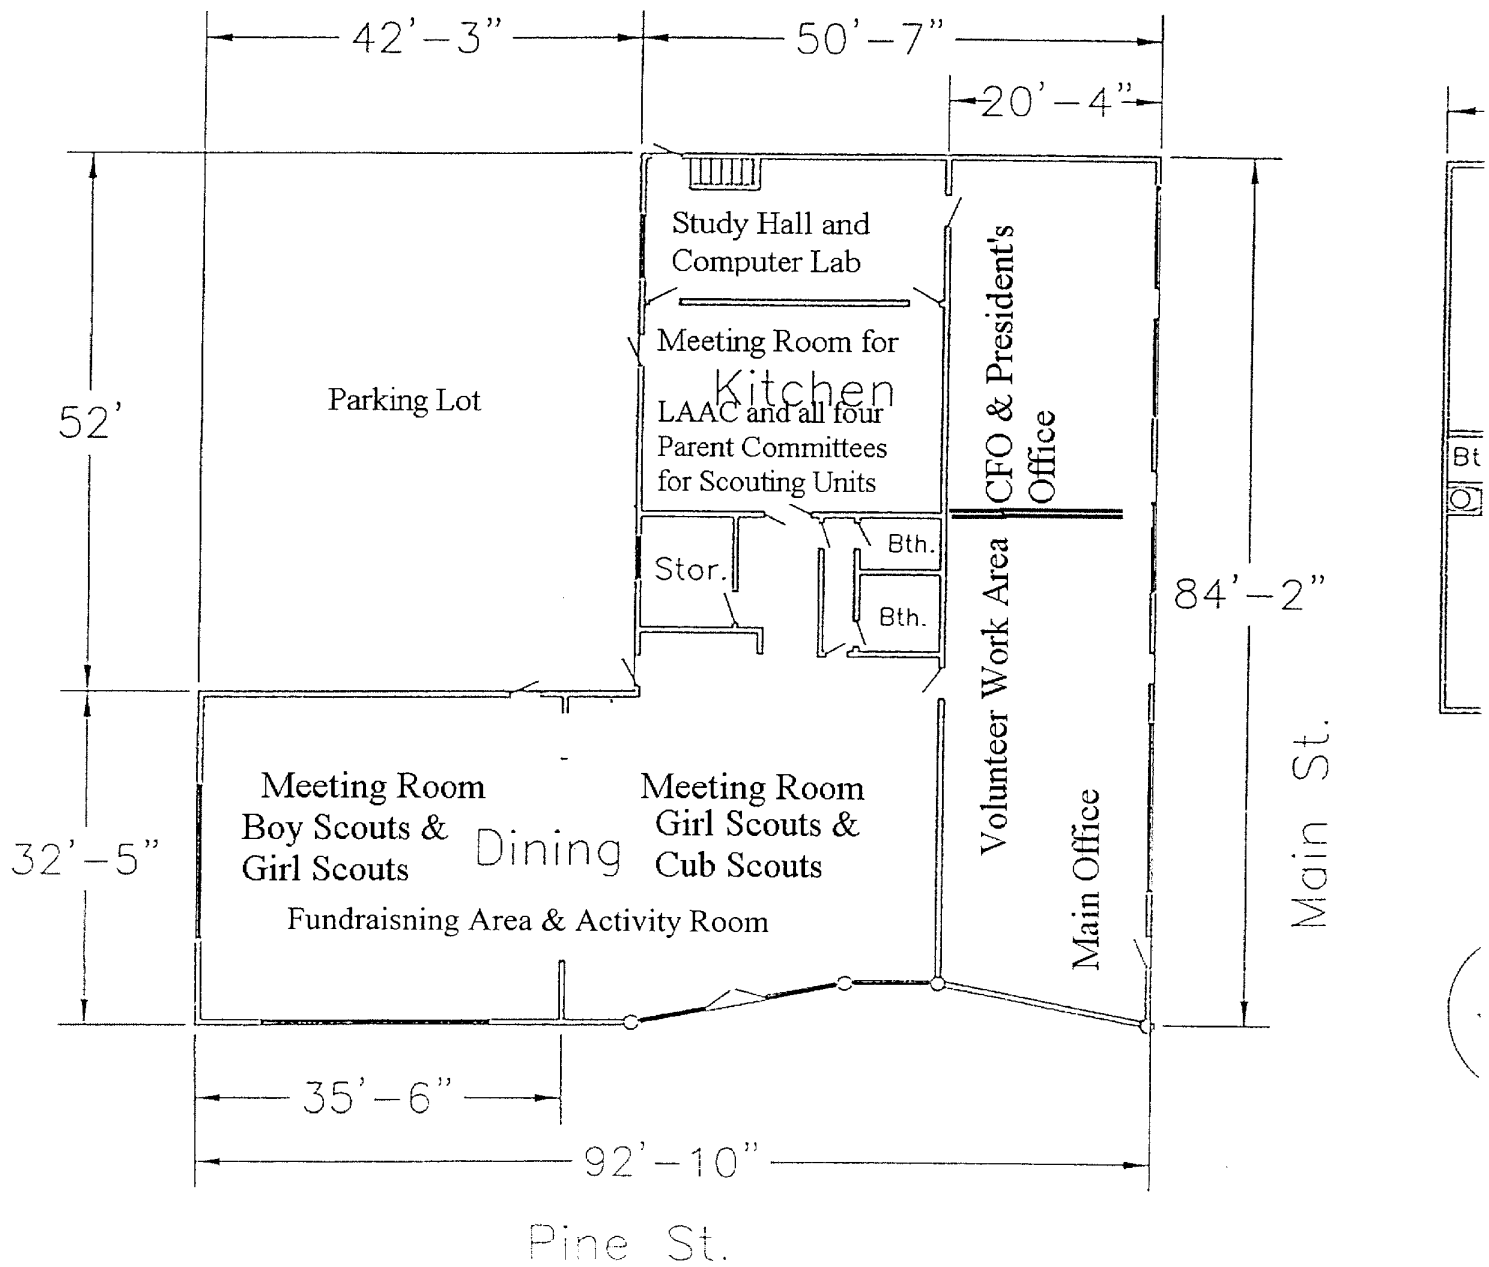 42'-3"
50'-7"
20'-4"
Study Hall and
Computer Lab
Meeting Room for
Kitchen
LAAC and all four
Parent Committees
for Scouting Units
Parking Lot
52'
CFO & President's
Office
Bth.
Stor.
Bth.
Volunteer Work Area
84'-2"
Bt
Main St.
Meeting Room
Boy Scouts &
Girl Scouts
Dining
Meeting Room
Girl Scouts &
Cub Scouts
32'-5"
Fundraisning Area & Activity Room
Main Office
35'-6"
92'-10"
Pine St.